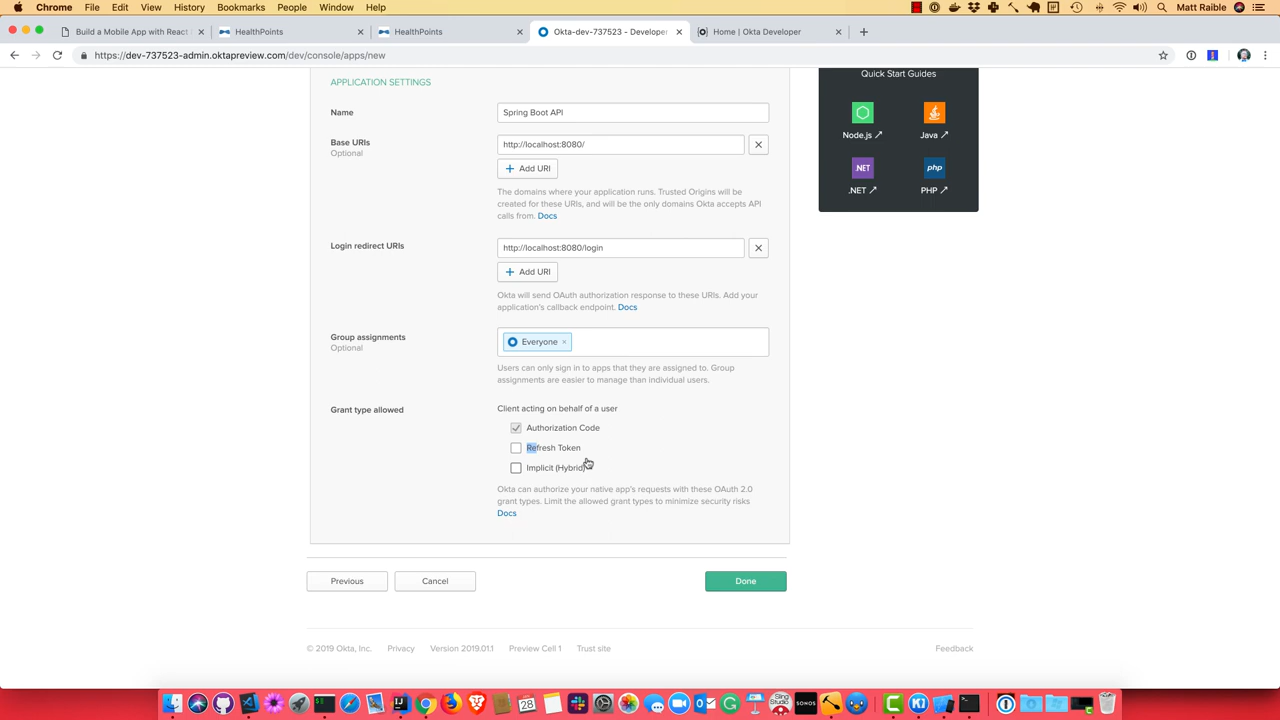 Chrome File Edit View History Bookmarks People Window Help Matt Raible
Build a Mobile App with React
HealthPoints
HealthPoints
Okta-dev-737523 - Developer
Home | Okta Developer
https://dev-737523-admin.oktapreview.com/dev/console/apps/new
APPLICATION SETTINGS
Name
Spring Boot API
Base URIs
Optional
http://localhost:8080/
+ Add URI
The domains where your application runs. Trusted Origins will be
created for these URIs, and will be the only domains Okta accepts API
calls from. Docs
Login redirect URIs
http://localhost:8080/login
+ Add URI
Okta will send OAuth authorization response to these URIs. Add your
application's callback endpoint. Docs
Group assignments
Optional
Everyone ×
Users can only sign in to apps that they are assigned to. Group
assignments are easier to manage than individual users.
Grant type allowed
Client acting on behalf of a user
Authorization Code
Refresh Token
Implicit (Hybrid)
Okta can authorize your native app's requests with these OAuth 2.0
grant types. Limit the allowed grant types to minimize security risks
Docs
Quick Start Guides
Node.js
Java
.NET
.NET
php
PHP
Previous
Cancel
Done
© 2019 Okta, Inc. Privacy Version 2019.01.1 Preview Cell 1 Trust site Feedback
28
SONOS